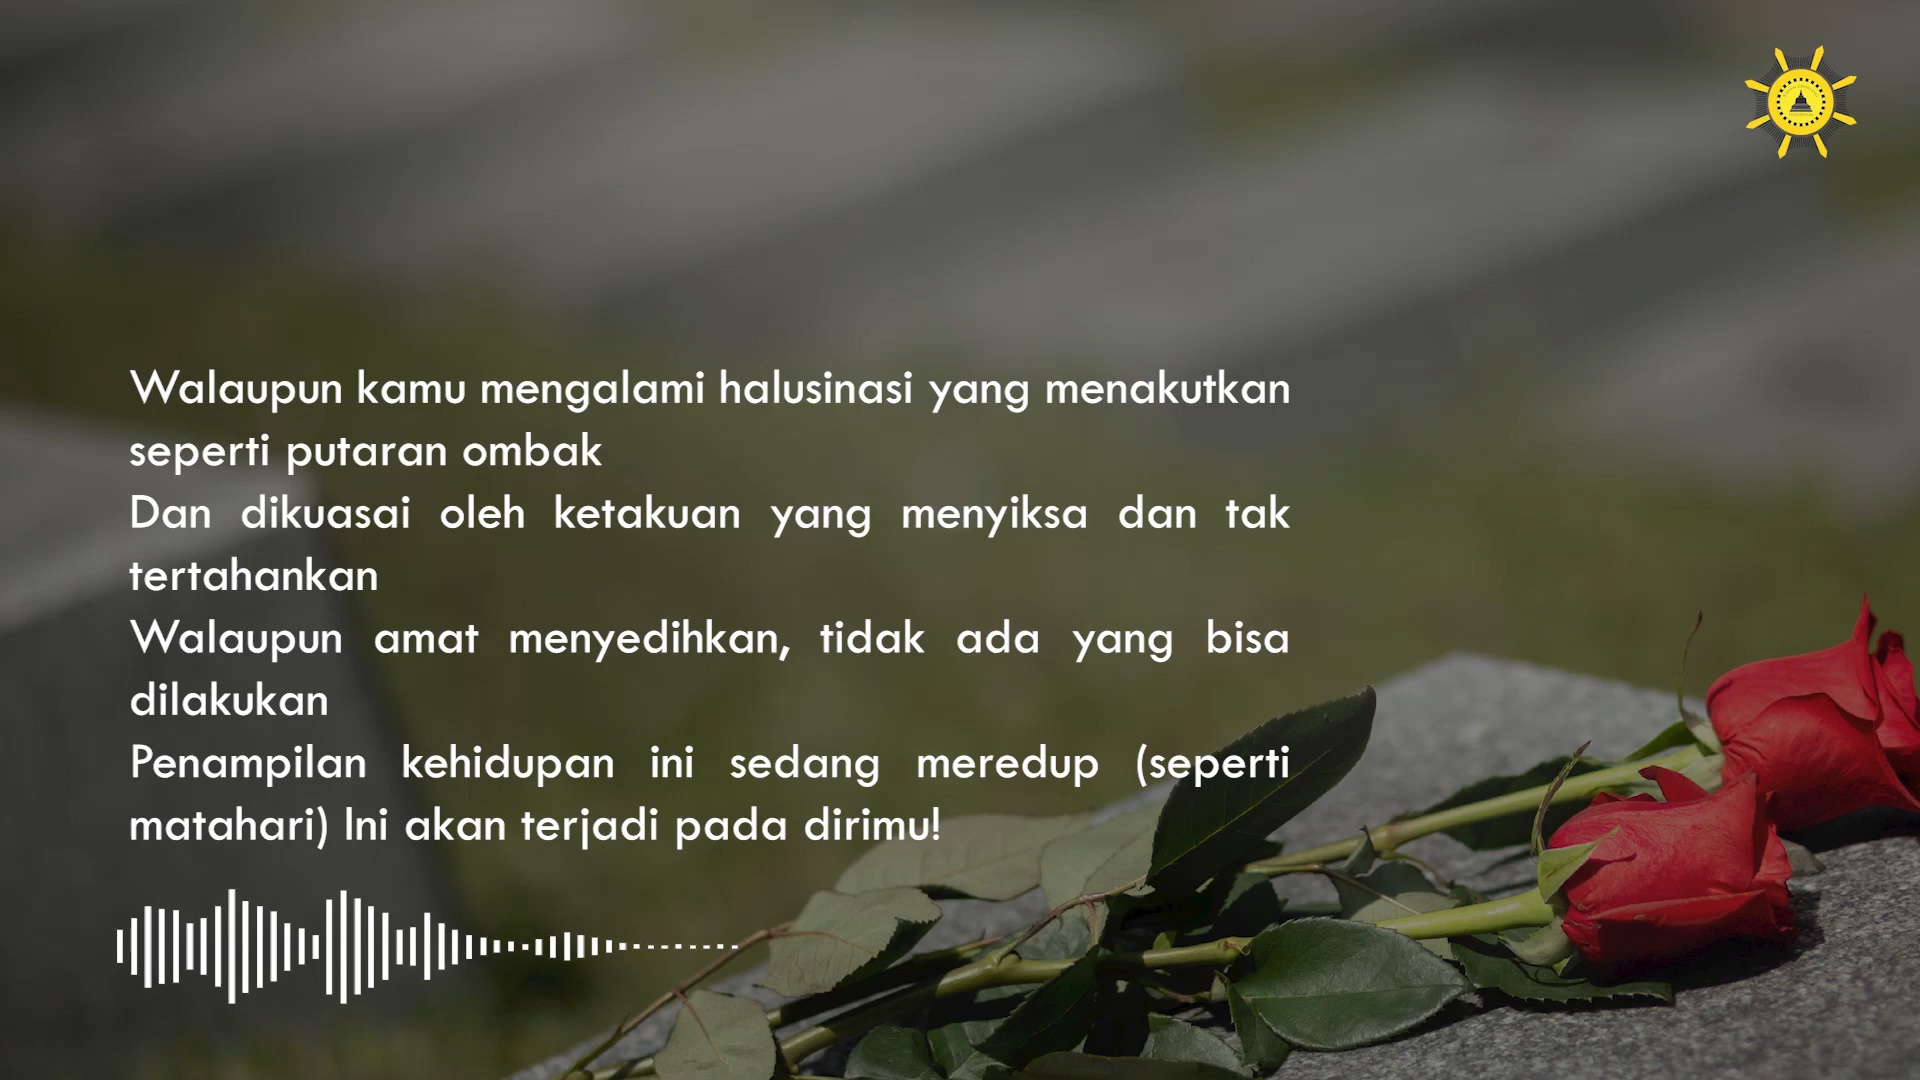 Walaupun kamu mengalami halusinasi yang menakutkan
seperti putaran ombak
Dan dikuasai oleh ketakuan yang menyiksa dan tak
tertahankan
Walaupun amat menyedihkan, tidak ada yang bisa
dilakukan
Penampilan kehidupan ini sedang meredup (seperti
matahari) Ini akan terjadi pada dirimu!